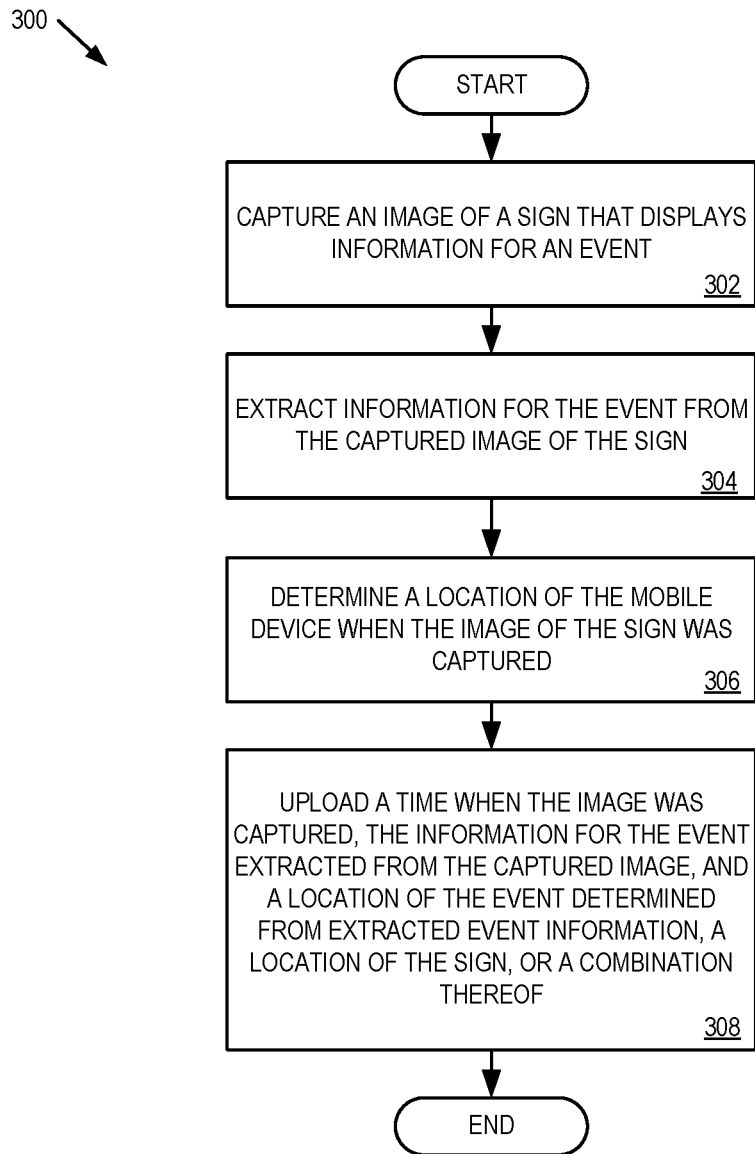 300
START
CAPTURE AN IMAGE OF A SIGN THAT DISPLAYS
INFORMATION FOR AN EVENT
302
EXTRACT INFORMATION FOR THE EVENT FROM
THE CAPTURED IMAGE OF THE SIGN
304
DETERMINE A LOCATION OF THE MOBILE
DEVICE WHEN THE IMAGE OF THE SIGN WAS
CAPTURED
306
UPLOAD A TIME WHEN THE IMAGE WAS
CAPTURED, THE INFORMATION FOR THE EVENT
EXTRACTED FROM THE CAPTURED IMAGE, AND
A LOCATION OF THE EVENT DETERMINED
FROM EXTRACTED EVENT INFORMATION, A
LOCATION OF THE SIGN, OR A COMBINATION
THEREOF
308
END